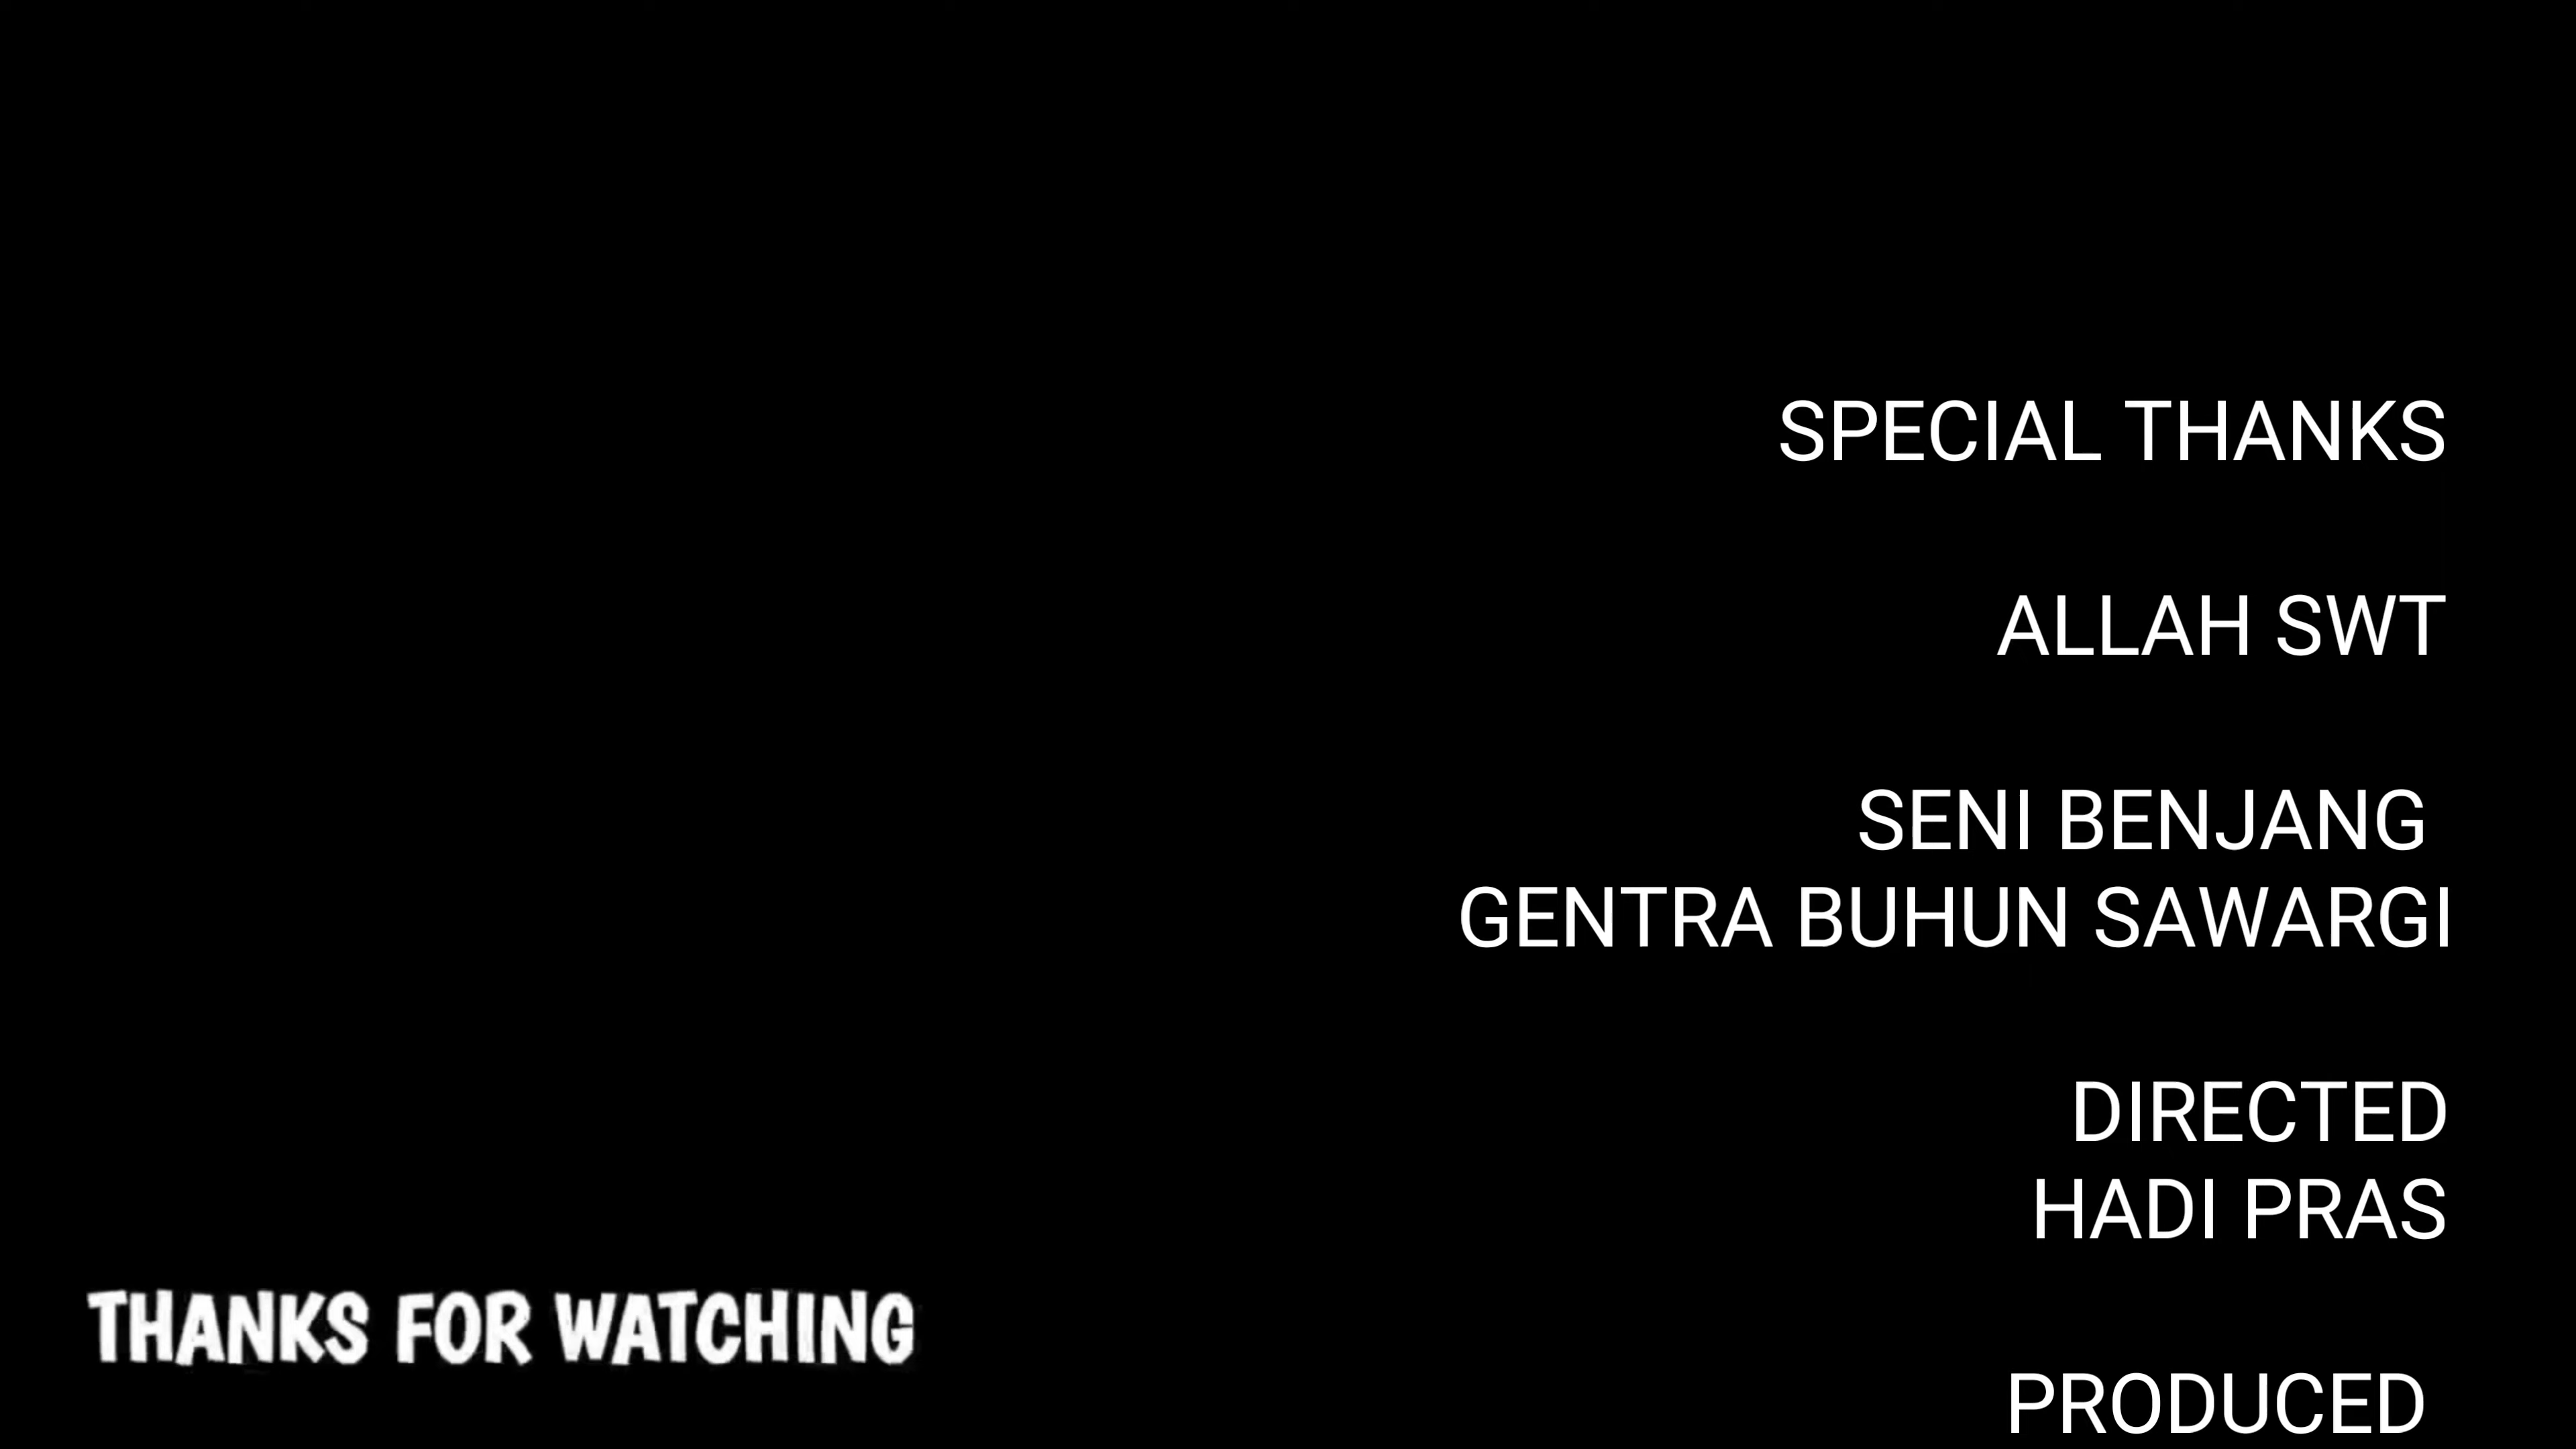 SPECIAL THANKS
ALLAH SWT
SENI BENJANG
GENTRA BUHUN SAWARGI
DIRECTED
HADI PRAS
THANKS FOR WATCHING
PRODUCED